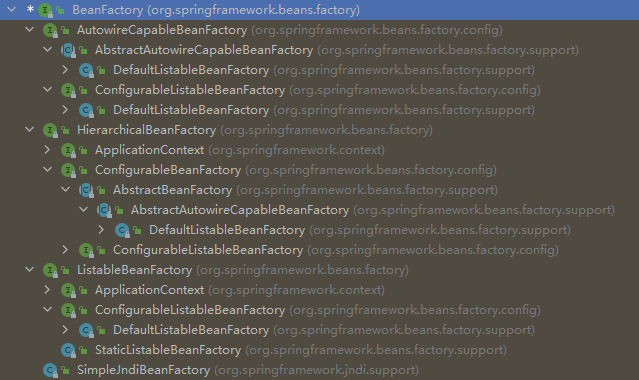 * BeanFactory (org.springframework.beans.factory)
AutowireCapableBeanFactory (org.springframework.beans.factory.config)
AbstractAutowireCapableBeanFactory (org.springframework.beans.factory.support)
DefaultListableBeanFactory (org.springframework.beans.factory.support)
ConfigurableListableBeanFactory (org.springframework.beans.factory.config)
DefaultListableBeanFactory (org.springframework.beans.factory.support)
HierarchicalBeanFactory (org.springframework.beans.factory)
ApplicationContext (org.springframework.context)
ConfigurableBeanFactory (org.springframework.beans.factory.config)
AbstractBeanFactory (org.springframework.beans.factory.support)
AbstractAutowireCapableBeanFactory (org.springframework.beans.factory.support)
DefaultListableBeanFactory (org.springframework.beans.factory.support)
ConfigurableListableBeanFactory (org.springframework.beans.factory.config)
ListableBeanFactory (org.springframework.beans.factory)
ApplicationContext (org.springframework.context)
ConfigurableListableBeanFactory (org.springframework.beans.factory.config)
DefaultListableBeanFactory (org.springframework.beans.factory.support)
StaticListableBeanFactory (org.springframework.beans.factory.support)
SimpleJndiBeanFactory (org.springframework.jndi.support)